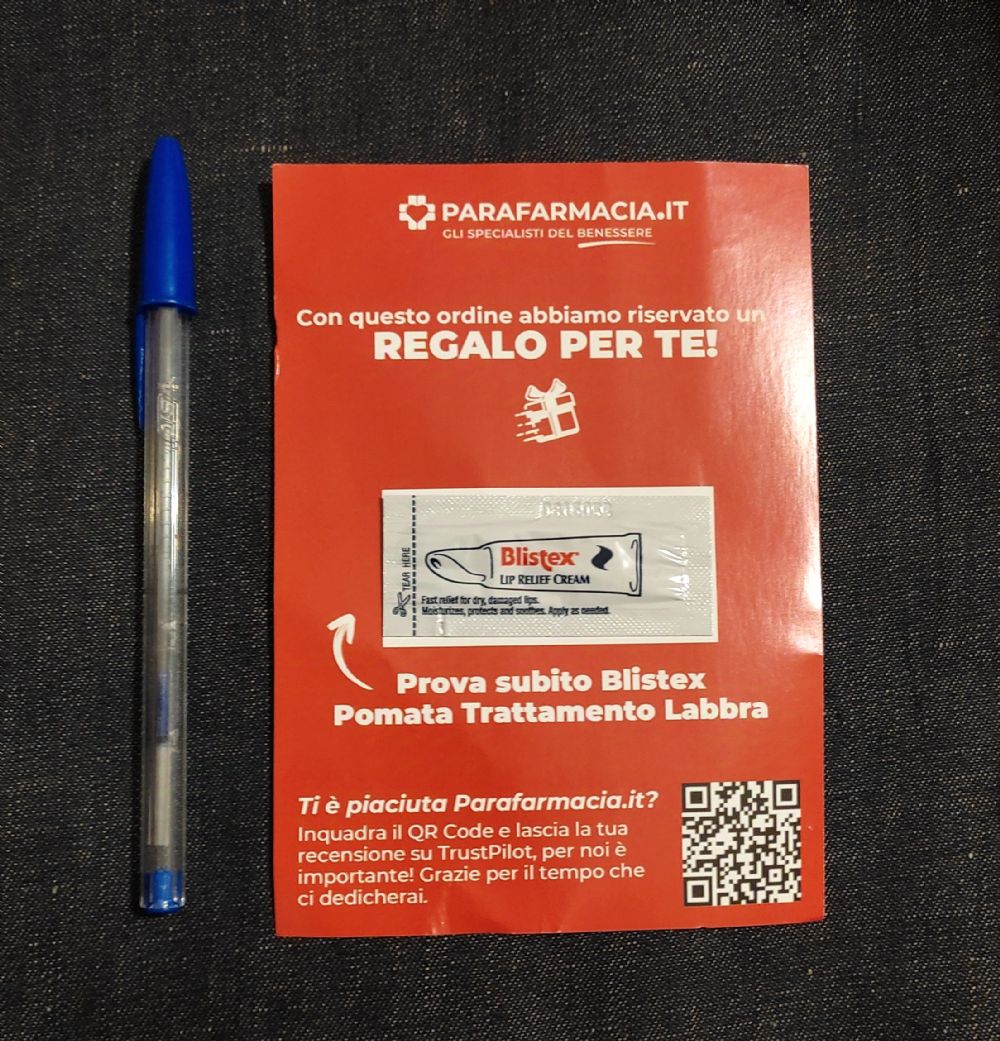 PARAFARMACIA.IT
GLI SPECIALISTI DEL BENESSERE
Con questo ordine abbiamo riservato un
REGALO PER TE!
TEAR HERE
Blistex
LIP RELIEF CREAM
Fast relief for dry, damaged lips.
Moisturizes, protects and soothes. Apply as needed.
Prova subito Blistex
Pomata Trattamento Labbra
Ti è piaciuta Parafarmacia.it?
Inquadra il QR Code e lascia la tua
recensione su TrustPilot, per noi è
importante! Grazie per il tempo che
ci dedicherai.